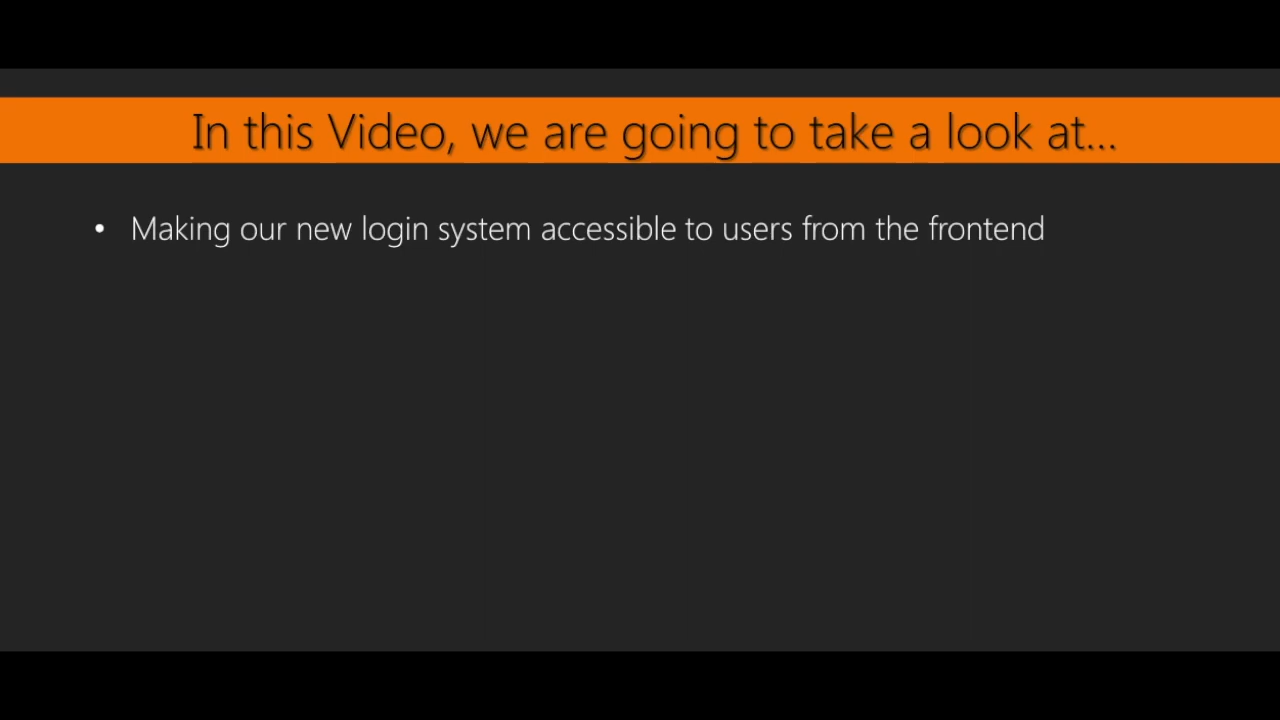 In this Video, we are going to take a look at...
• Making our new login system accessible to users from the frontend